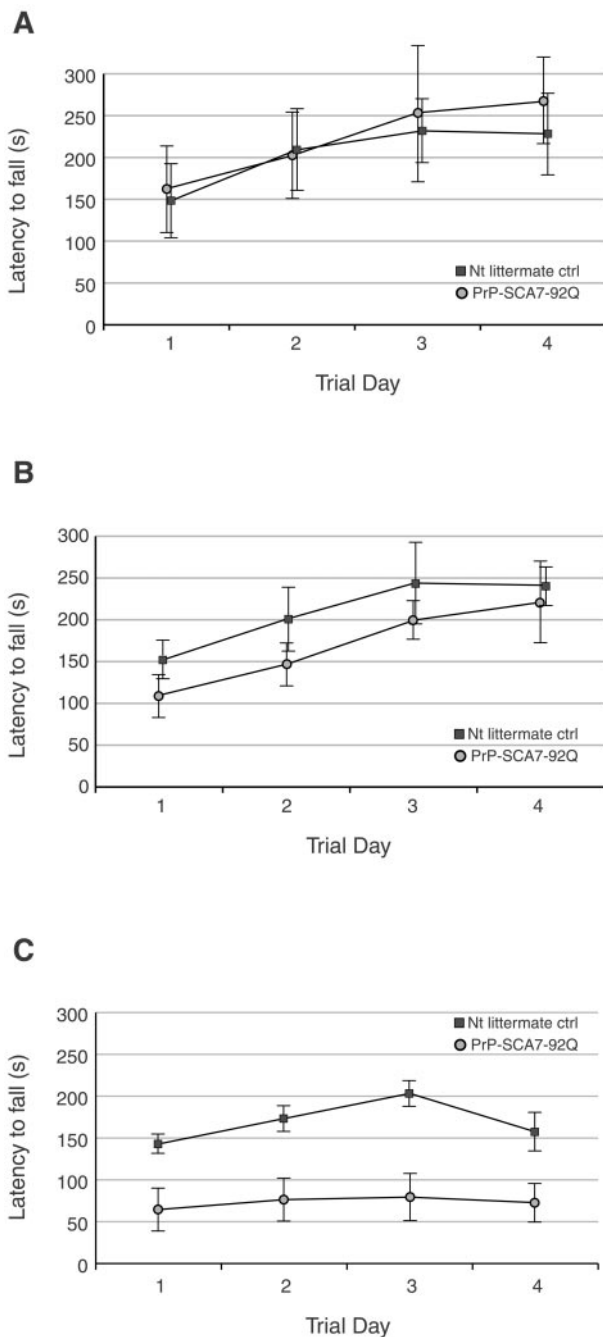 A
Latency to fall (s)
300
250
200
150
100
50
0
Nt littermate ctrl
PrP-SCA7-92Q
1 2 3 4
Trial Day
B
Latency to fall (s)
300
250
200
150
100
50
0
Nt littermate ctrl
PrP-SCA7-92Q
1 2 3 4
Trial Day
C
Latency to fall (s)
300
250
200
150
100
50
0
Nt littermate ctrl
PrP-SCA7-92Q
1 2 3 4
Trial Day